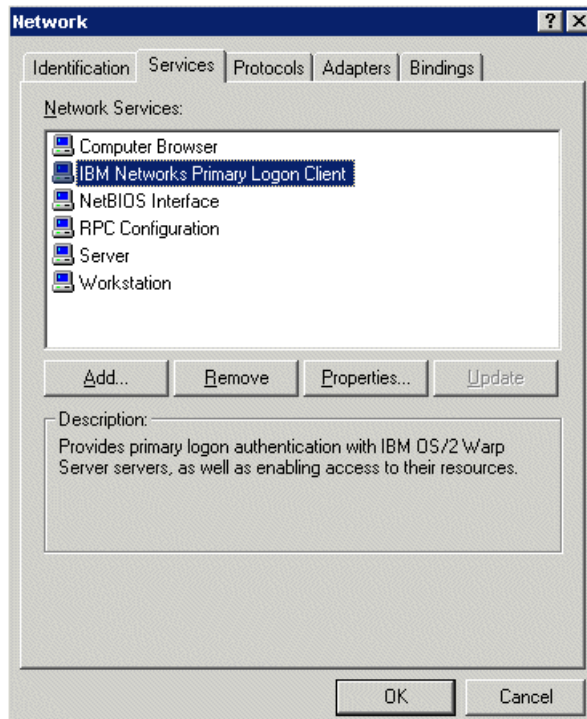 Network
Identification Services Protocols Adapters Bindings
Network Services:
Computer Browser
IBM Networks Primary Logon Client
NetBIOS Interface
RPC Configuration
Server
Workstation
Add... Remove Properties... Update
Description:
Provides primary logon authentication with IBM OS/2 Warp
Server servers, as well as enabling access to their resources.
OK Cancel